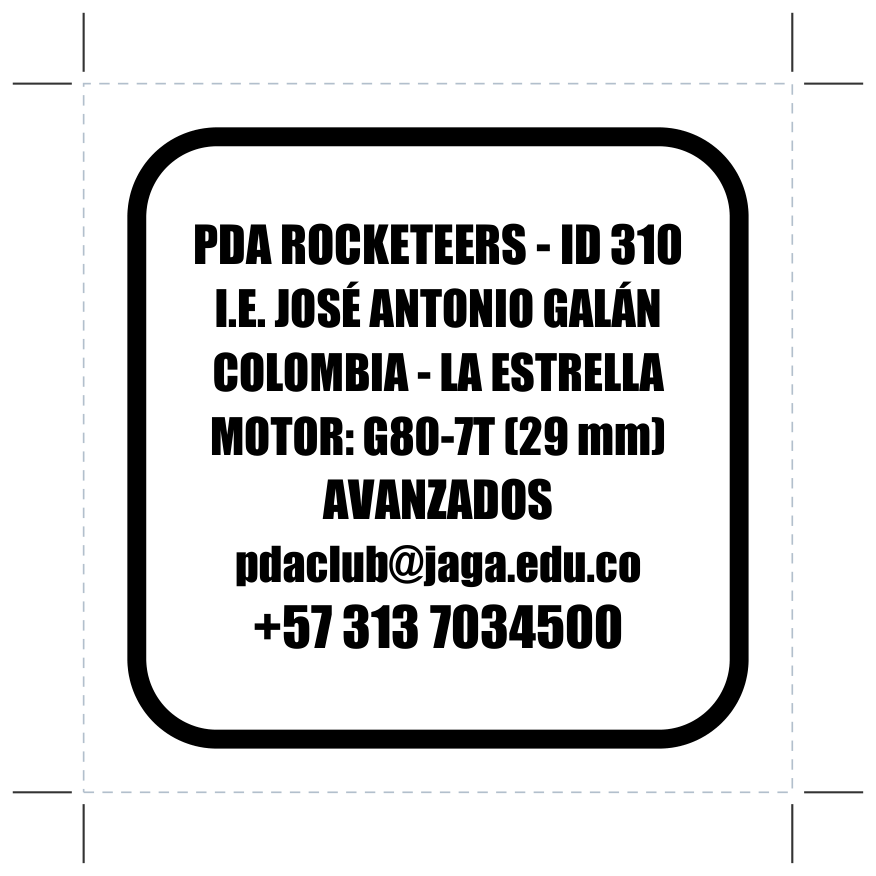 PDA ROCKETEERS - ID 310
I.E. JOSÉ ANTONIO GALÁN
COLOMBIA - LA ESTRELLA
MOTOR: G80-7T (29 mm)
AVANZADOS
pdaclub@jaga.edu.co
+57 313 7034500